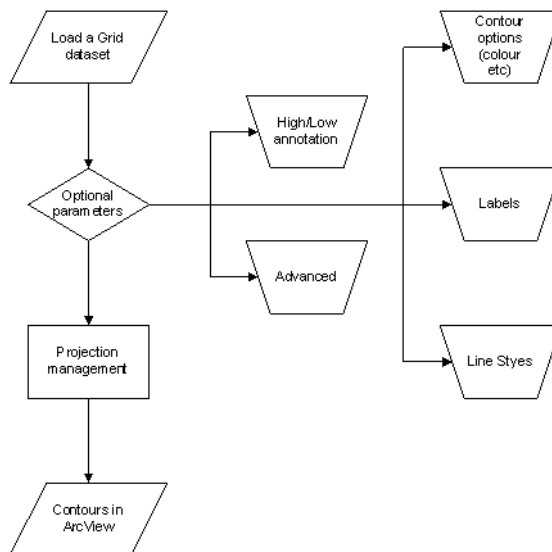 Load a Grid
dataset
Contour
options
(colour
etc)
High/Low
annotation
Optional
parameters
Labels
Advanced
Projection
management
Line Styes
Contours in
ArcView